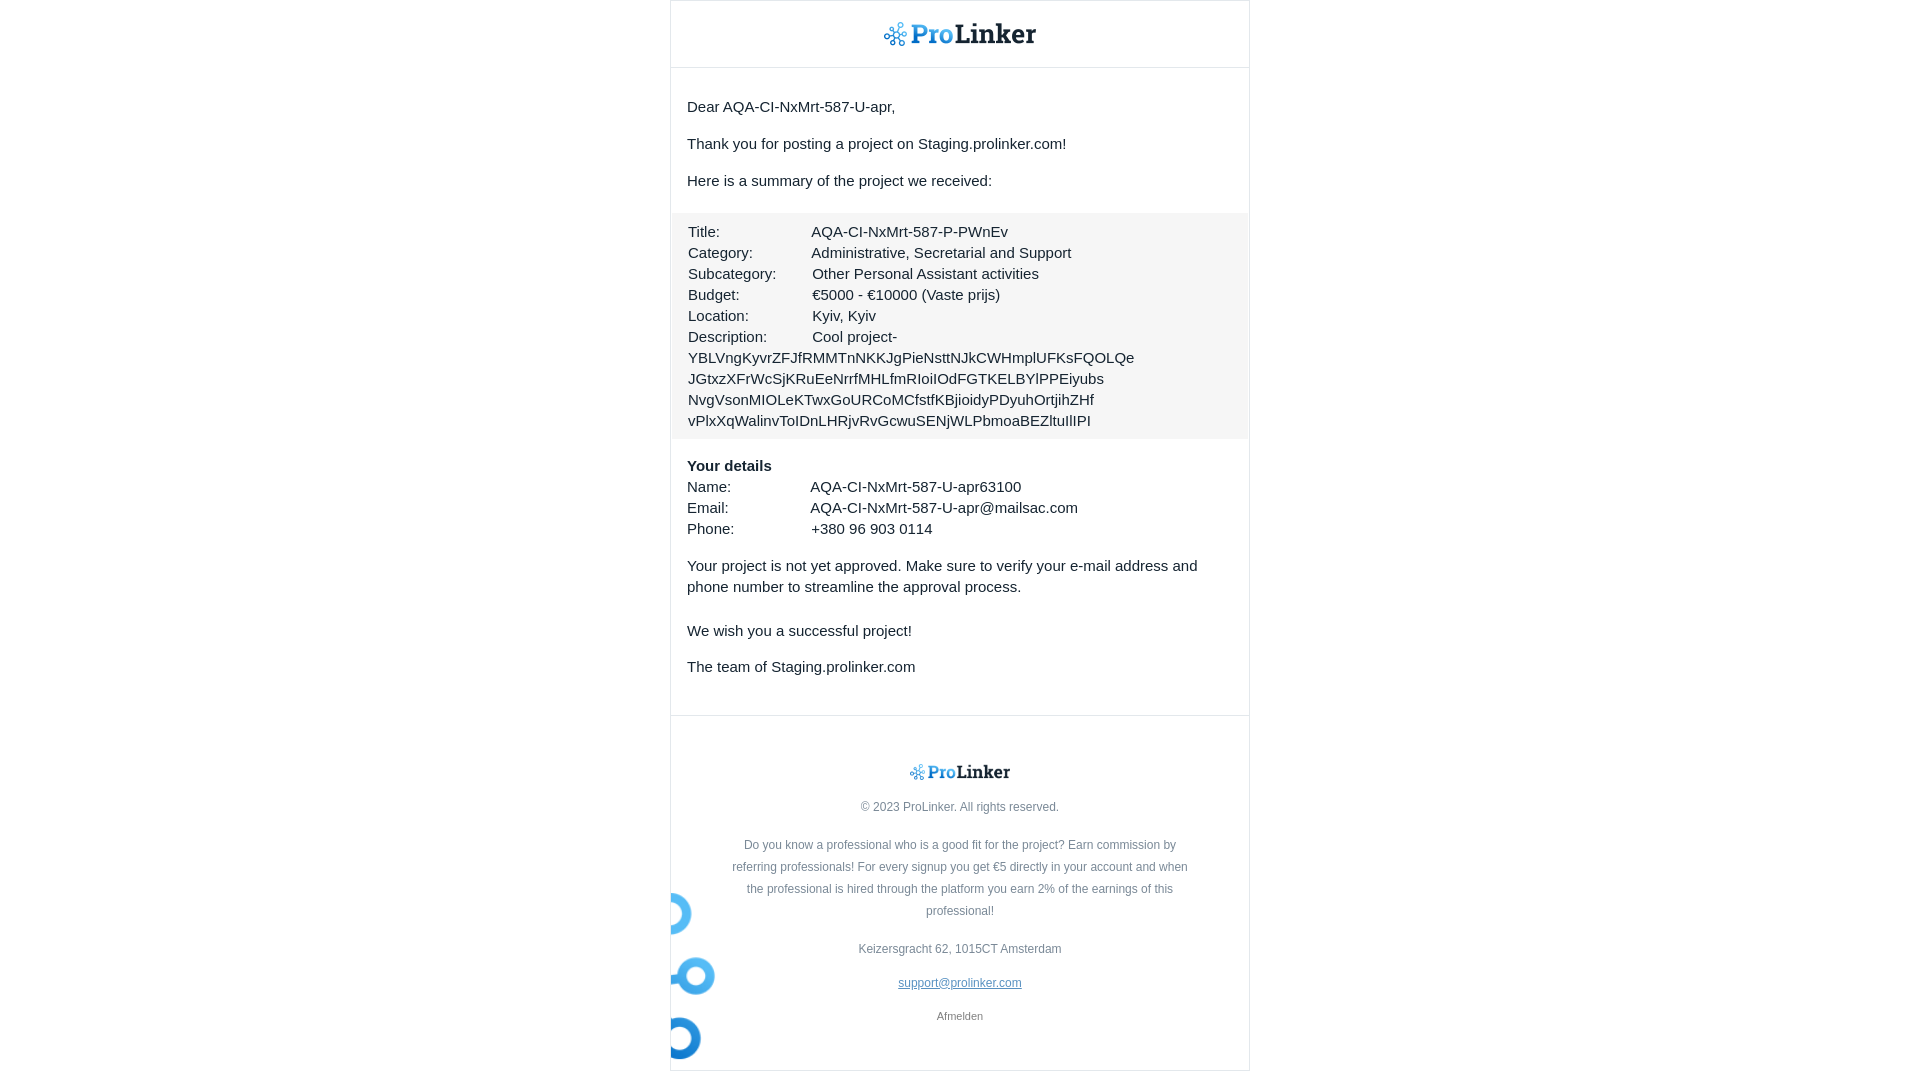 ProLinker
Dear AQA-CI-NxMrt-587-U-apr,
Thank you for posting a project on Staging.prolinker.com!
Here is a summary of the project we received:
Title: AQA-CI-NxMrt-587-P-PWnEv
Category: Administrative, Secretarial and Support
Subcategory: Other Personal Assistant activities
Budget: €5000 - €10000 (Vaste prijs)
Location: Kyiv, Kyiv
Description: Cool project-
YBLVngKyvrZFJfRMMTnNKKJgPieNsttNJkCWHmplUFKsFQOLQe
JGtxzXFrWcSjKRuEeNrrfMHLfmRIoiIOdFGTKELBYlPPEiyubs
NvgVsonMIOLeKTwxGoURCoMCfstfKBjioidyPDyuhOrtjihZHf
vPlxXqWalinvToIDnLHRjvRvGcwuSENjWLPbmoaBEZltuIlIPI
Your details
Name: AQA-CI-NxMrt-587-U-apr63100
Email: AQA-CI-NxMrt-587-U-apr@mailsac.com
Phone: +380 96 903 0114
Your project is not yet approved. Make sure to verify your e-mail address and
phone number to streamline the approval process.
We wish you a successful project!
The team of Staging.prolinker.com
ProLinker
© 2023 ProLinker. All rights reserved.
Do you know a professional who is a good fit for the project? Earn commission by
referring professionals! For every signup you get €5 directly in your account and when
the professional is hired through the platform you earn 2% of the earnings of this
professional!
Keizersgracht 62, 1015CT Amsterdam
support@prolinker.com
Afmelden